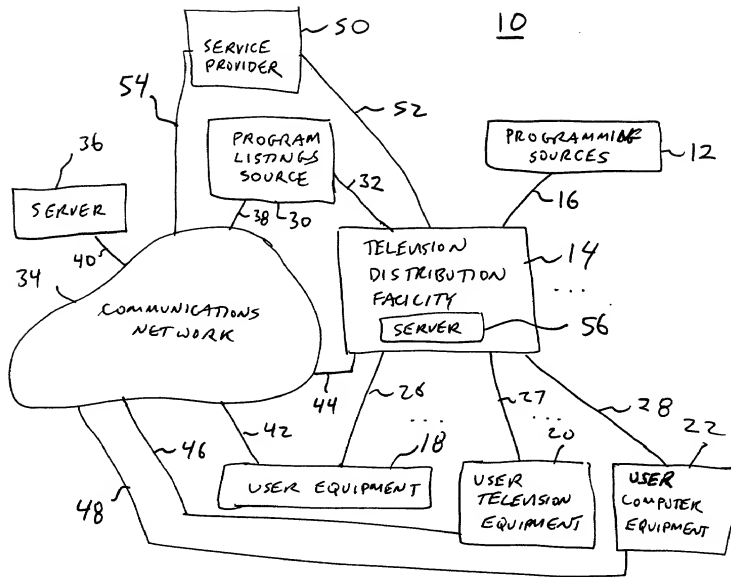 50
10
SERVICE
PROVIDER
54
52
36
PROGRAM
LISTINGS
SOURCE
PROGRAMMING
SOURCES
12
32
16
SERVER
38
30
40
34
TELEVISION
DISTRIBUTION
FACILITY
14
...
COMMUNICATIONS
NETWORK
SERVER
56
44
26
...
27
...
28
42
46
18
20
22
48
USER EQUIPMENT
USER
TELEVISION
EQUIPMENT
USER
COMPUTER
EQUIPMENT